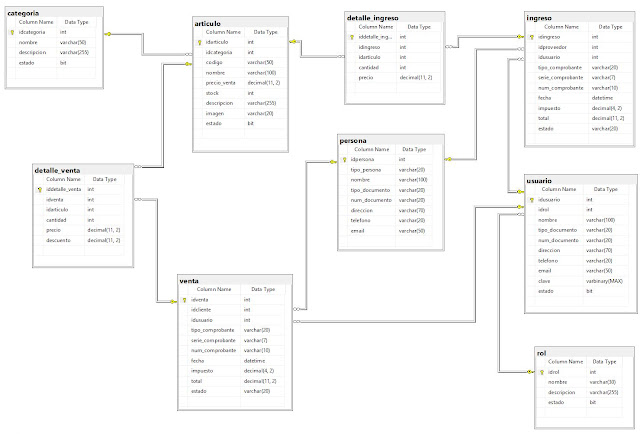 categoria
Column Name Data Type
idcategoria int
nombre varchar(50)
descripcion varchar(255)
estado bit
articulo
Column Name Data Type
idarticulo int
idcategoria int
codigo varchar(50)
nombre varchar(100)
precio_venta decimal(11, 2)
stock int
descripcion varchar(255)
imagen varchar(20)
estado bit
detalle_ingreso
Column Name Data Type
iddetalle_ing... int
idingreso int
idarticulo int
cantidad int
precio decimal(11, 2)
ingreso
Column Name Data Type
idingreso int
idproveedor int
idusuario int
tipo_comprobante varchar(20)
serie_comprobante varchar(7)
num_comprobante varchar(10)
fecha datetime
impuesto decimal(4, 2)
total decimal(11, 2)
estado varchar(20)
detalle_venta
Column Name Data Type
iddetalle_venta int
idventa int
idarticulo int
cantidad int
precio decimal(11, 2)
descuento decimal(11, 2)
persona
Column Name Data Type
idpersona int
tipo_persona varchar(20)
nombre varchar(100)
tipo_documento varchar(20)
num_documento varchar(20)
direccion varchar(70)
telefono varchar(20)
email varchar(50)
usuario
Column Name Data Type
idusuario int
idrol int
nombre varchar(100)
tipo_documento varchar(20)
num_documento varchar(20)
direccion varchar(70)
telefono varchar(20)
email varchar(50)
clave varbinary(MAX)
estado bit
venta
Column Name Data Type
idventa int
idcliente int
idusuario int
tipo_comprobante varchar(20)
serie_comprobante varchar(7)
num_comprobante varchar(10)
fecha datetime
impuesto decimal(4, 2)
total decimal(11, 2)
estado varchar(20)
rol
Column Name Data Type
idrol int
nombre varchar(30)
descripcion varchar(255)
estado bit